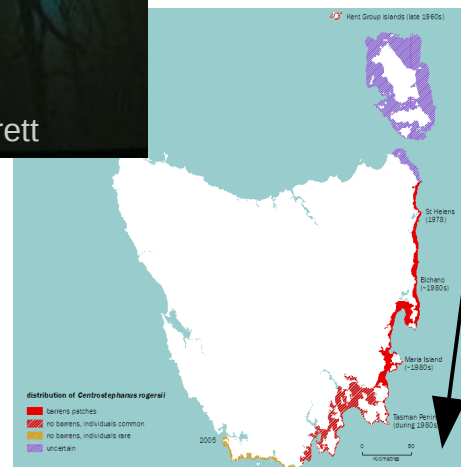 rett
Kent Group Islands (late 1960s)
St Helens
(1978)
Bicheno
(~1980s)
Maria Island
(~1980s)
Tasman Penin
(during 1980s)
2005
distribution of Centrostephanus rogersii
barrens patches
no barrens, individuals common
no barrens, individuals rare
uncertain
0 50
Kilometres